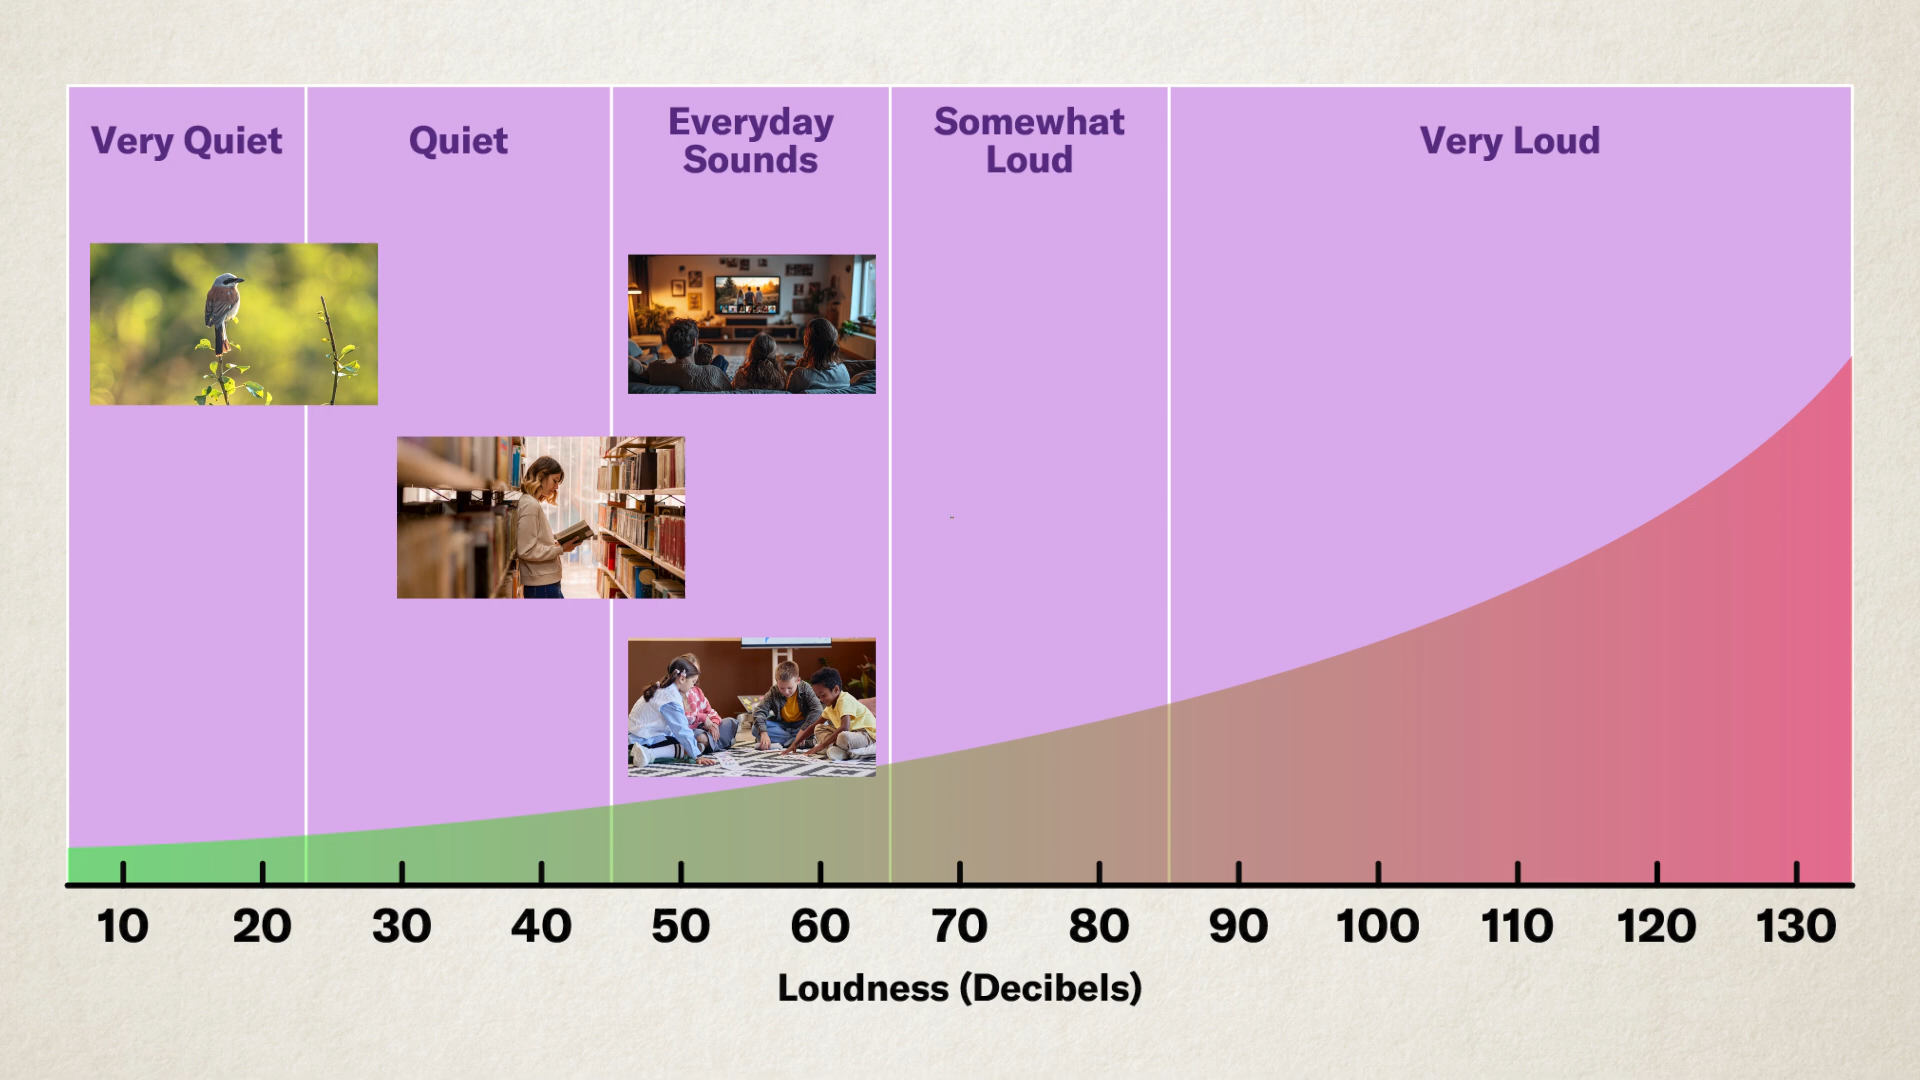 Very Quiet
Quiet
Everyday
Sounds
Somewhat
Loud
Very Loud
10 20 30 40 50 60 70 80 90 100 110 120 130
Loudness (Decibels)